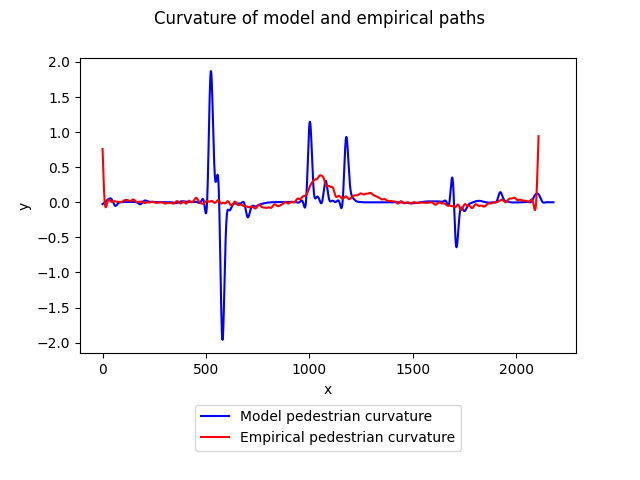 Curvature of model and empirical paths
2.0
1.5
1.0
0.5
0.0
−0.5
−1.0
−1.5
−2.0
y
0 500 1000 1500 2000
x
Model pedestrian curvature
Empirical pedestrian curvature